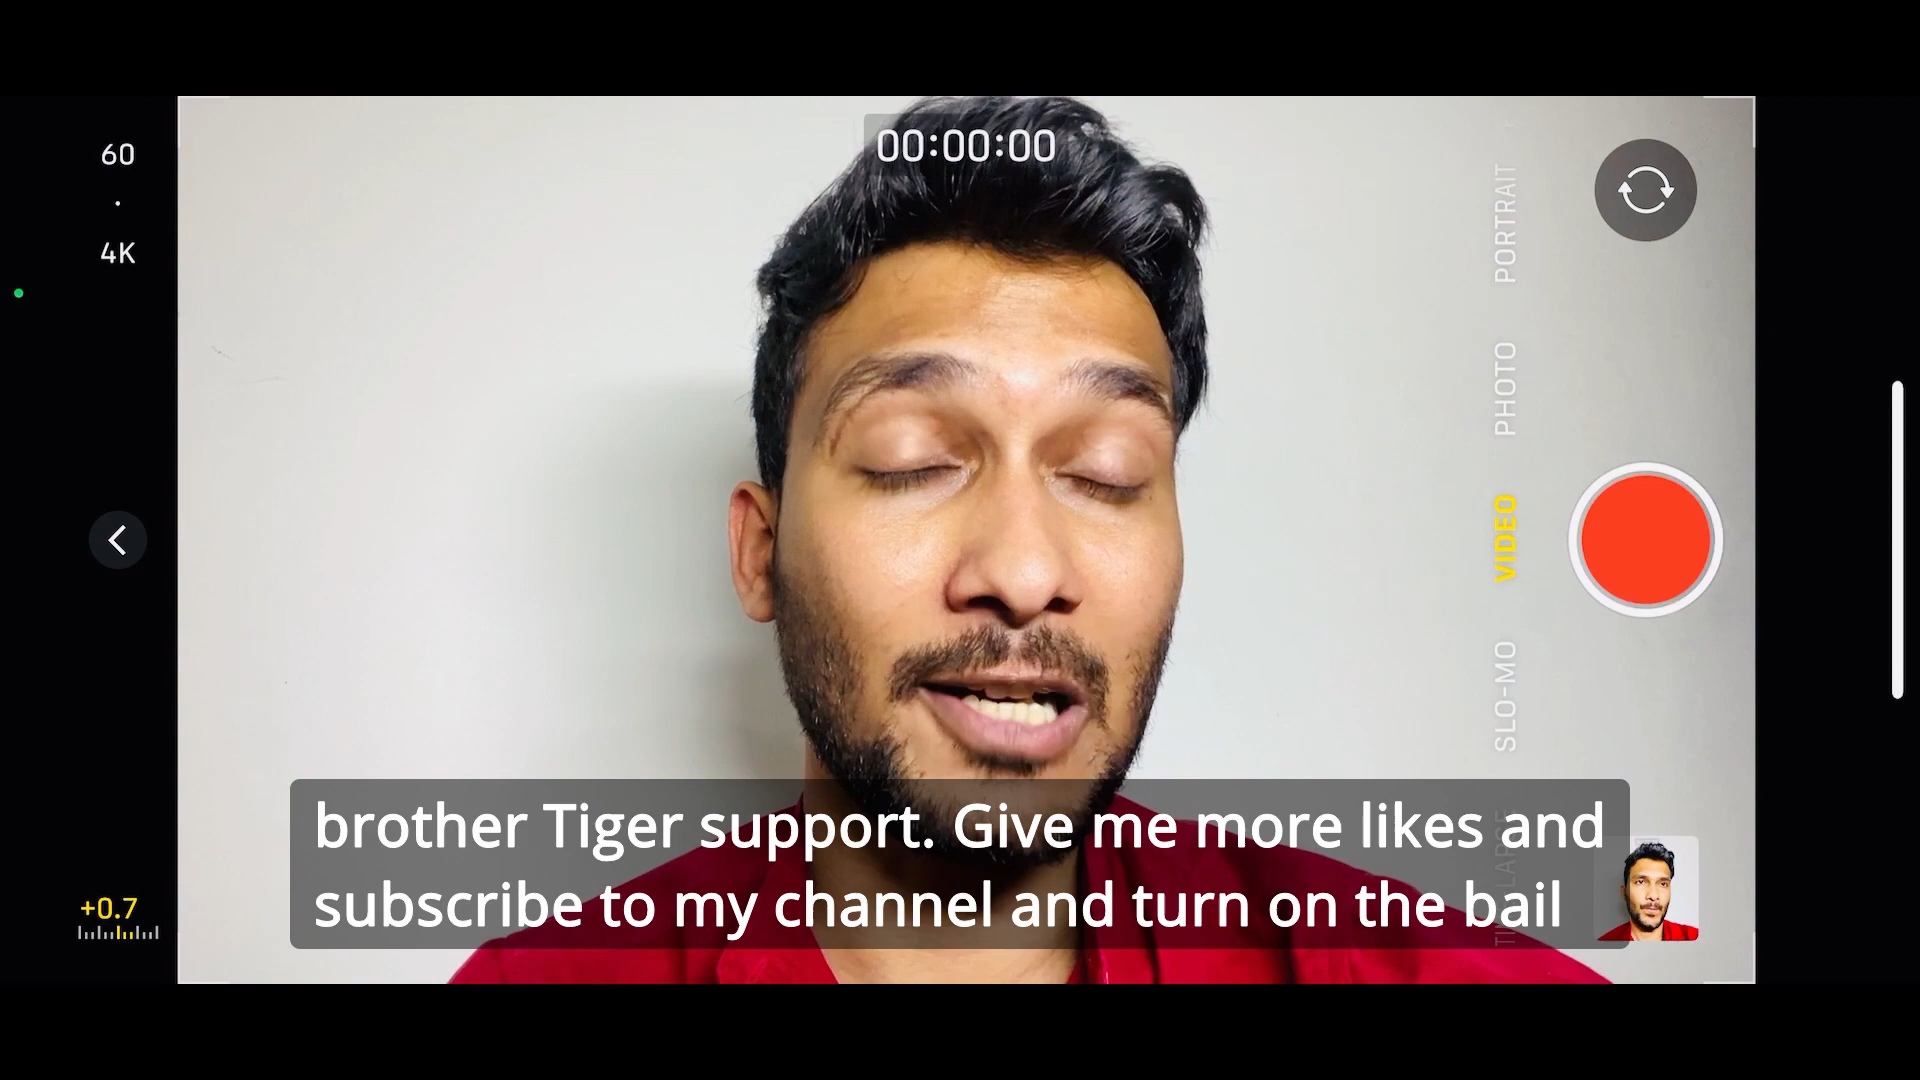 60
4K
00:00:00
PORTRAIT
PHOTO
VIDEO
SLO-MO
brother Tiger support. Give me more likes and
subscribe to my channel and turn on the bail
+0.7